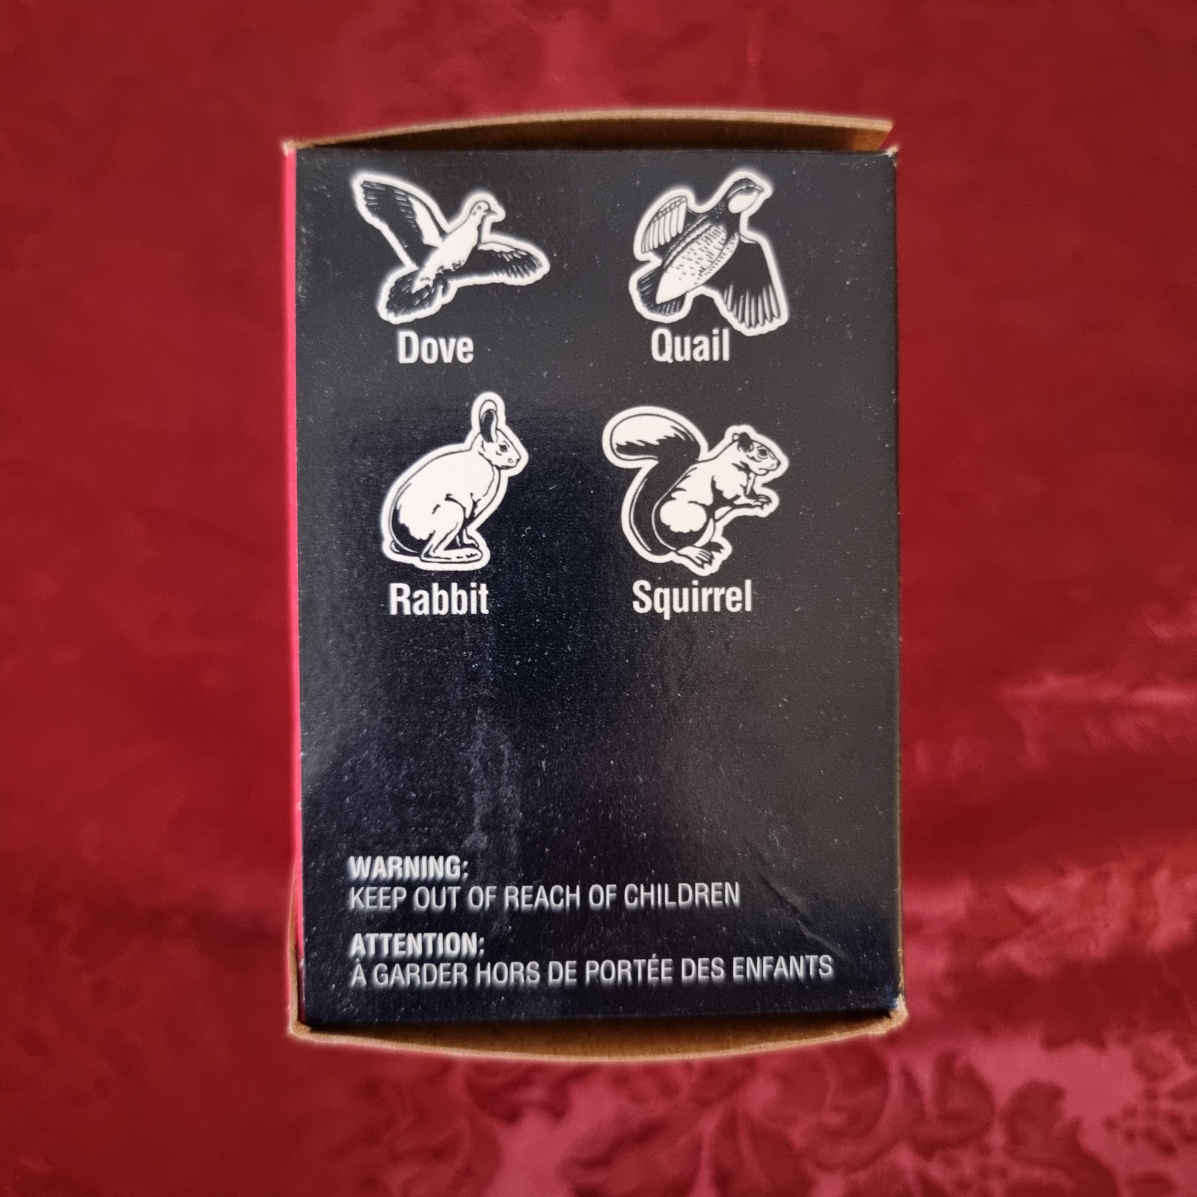 Dove Quail
Rabbit Squirrel
WARNING:
KEEP OUT OF REACH OF CHILDREN
ATTENTION:
À GARDER HORS DE PORTÉE DES ENFANTS